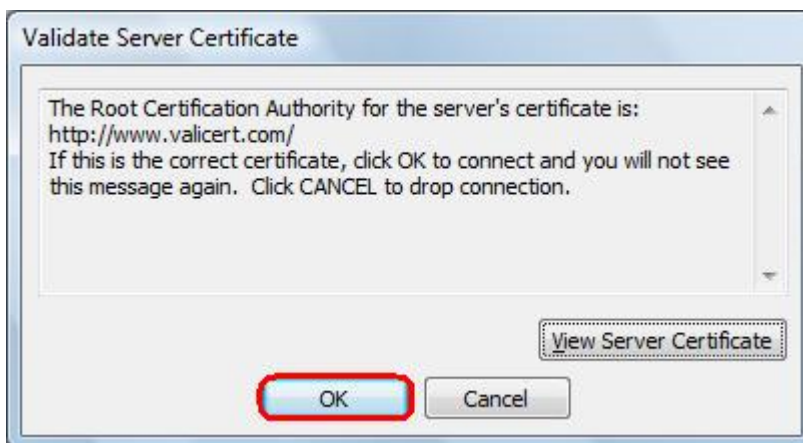 Validate Server Certificate
The Root Certification Authority for the server's certificate is:
http://www.valicert.com/
If this is the correct certificate, click OK to connect and you will not see
this message again.  Click CANCEL to drop connection.
View Server Certificate
OK
Cancel